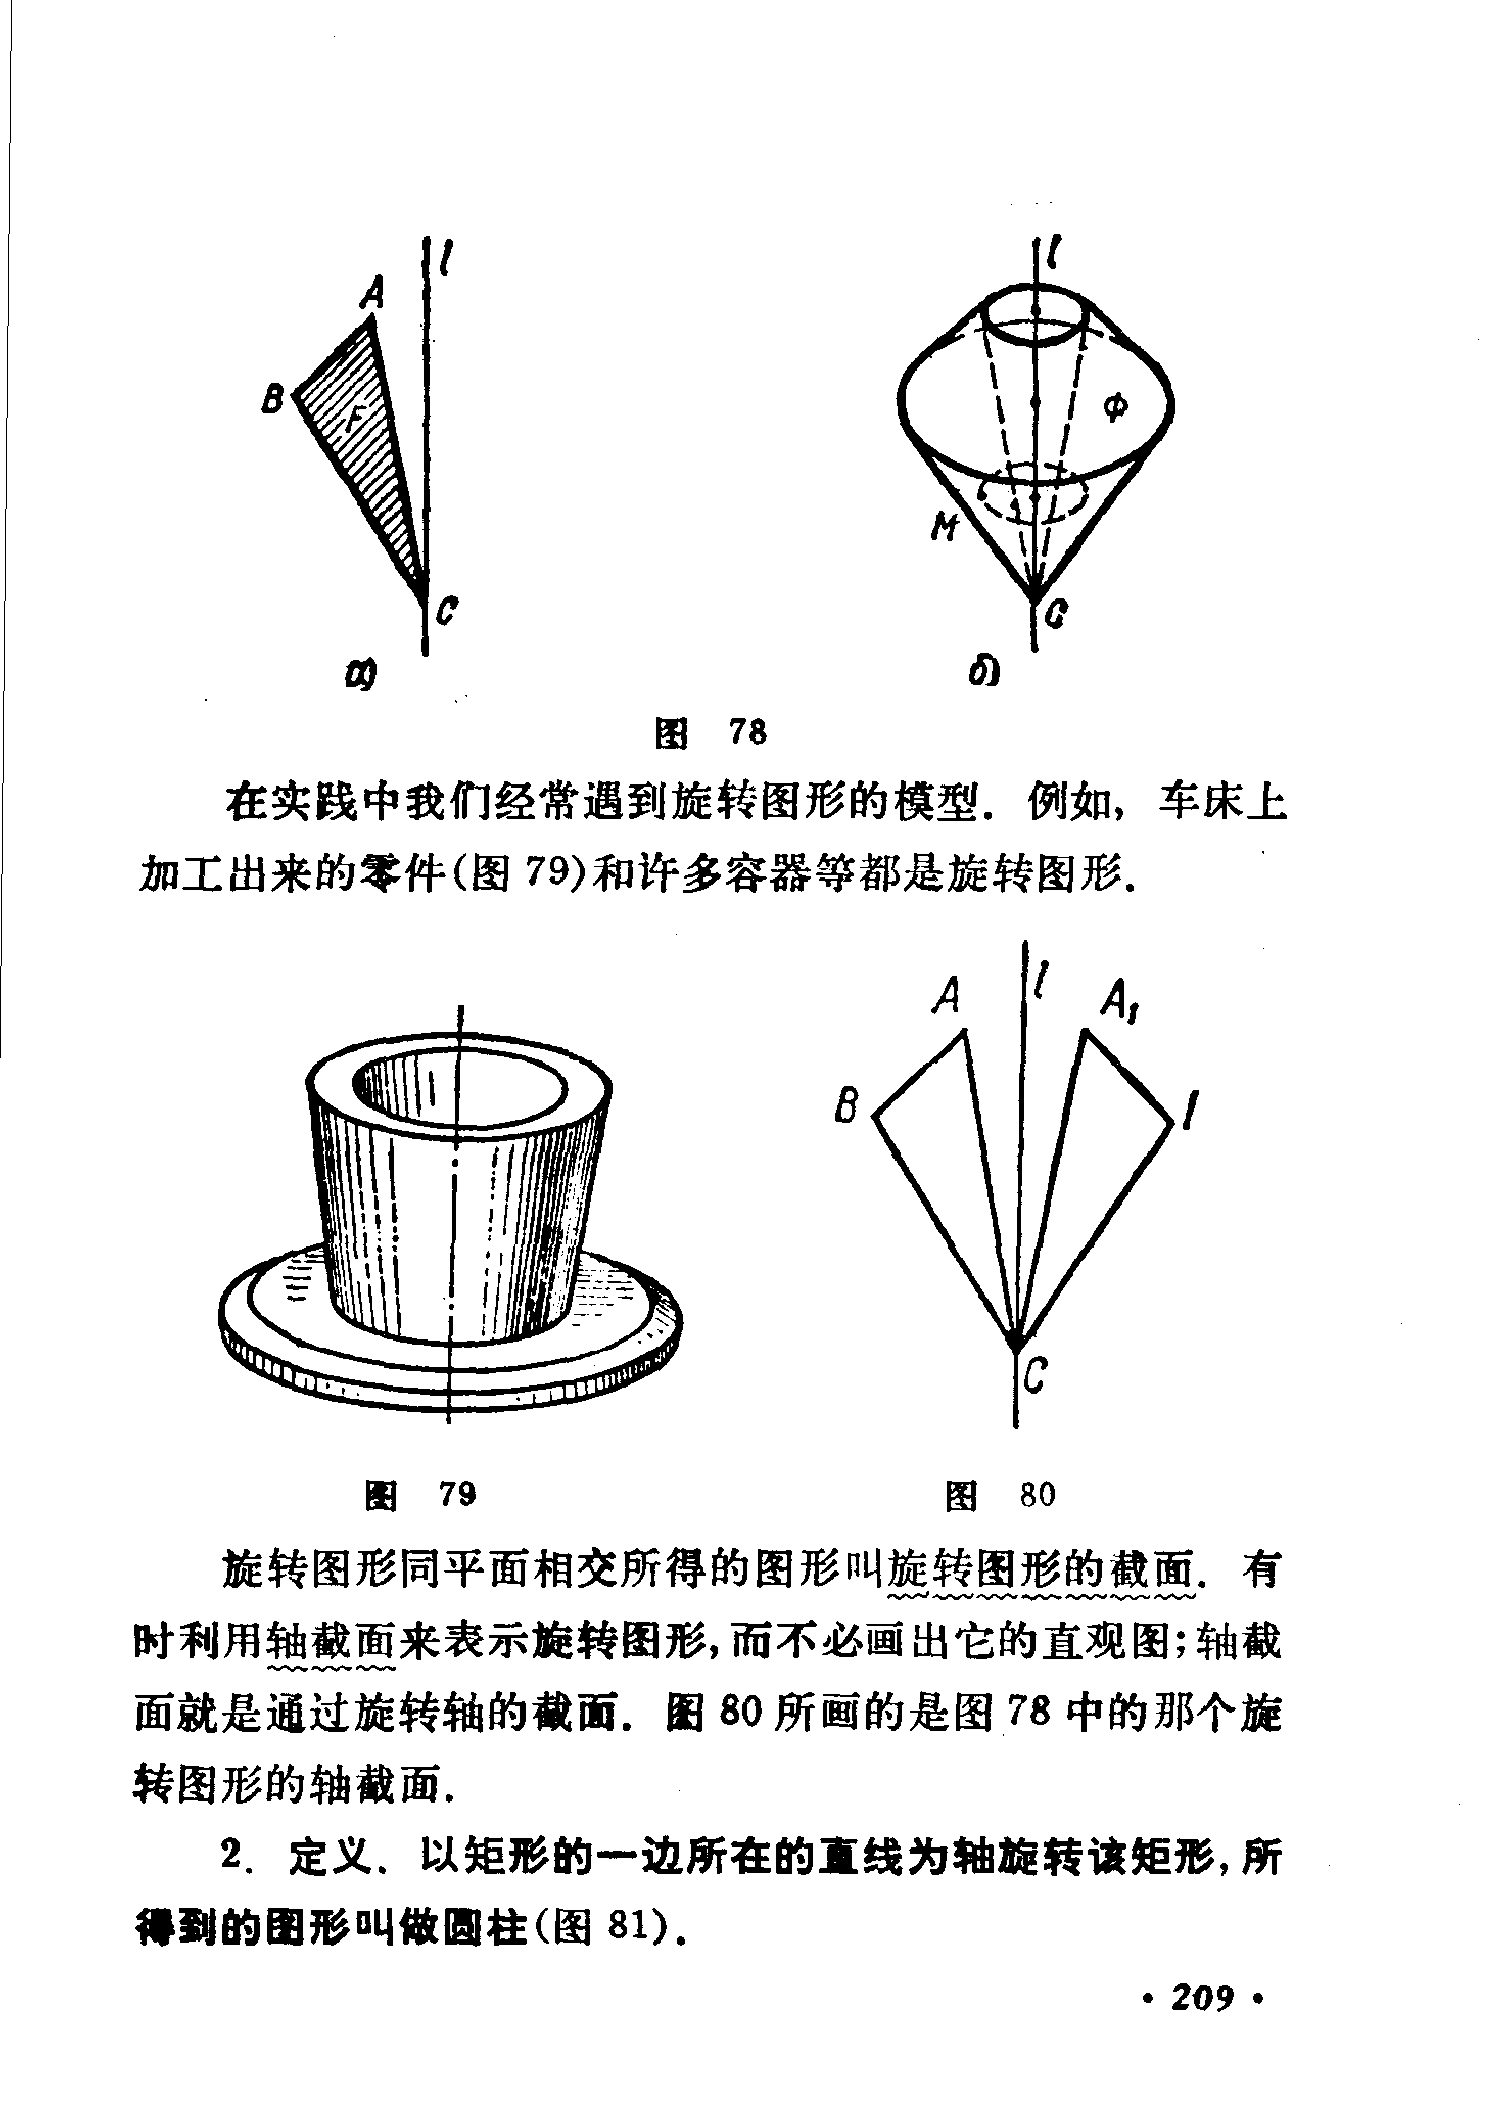 l
A
B
F
C
а)
l
Ф
M
C
б)
图 78
在实践中我们经常遇到旋转图形的模型．例如，车床上
加工出来的零件(图 79)和许多容器等都是旋转图形．
A
l
A₁
B
l
C
图 79
图 80
旋转图形同平面相交所得的图形叫旋转图形的截面．有
时利用轴截面来表示旋转图形，而不必画出它的直观图；轴截
面就是通过旋转轴的截面．图 80 所画的是图 78 中的那个旋
转图形的轴截面．
2．定义．以矩形的一边所在的直线为轴旋转该矩形，所
得到的图形叫做圆柱(图 81)．
· 209 ·